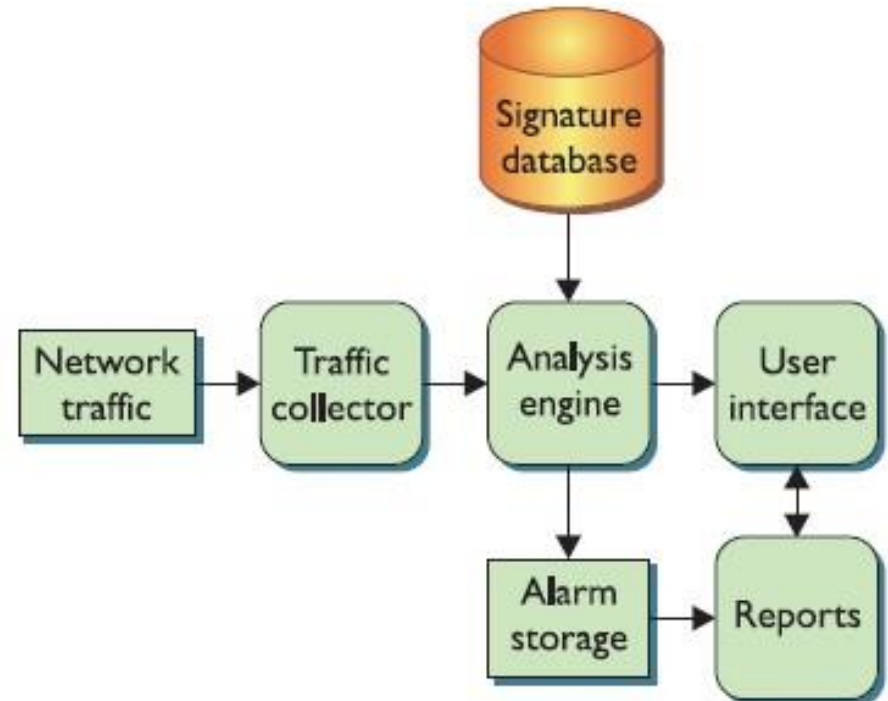 Signature
database
Network
traffic
Traffic
collector
Analysis
engine
User
interface
Alarm
storage
Reports